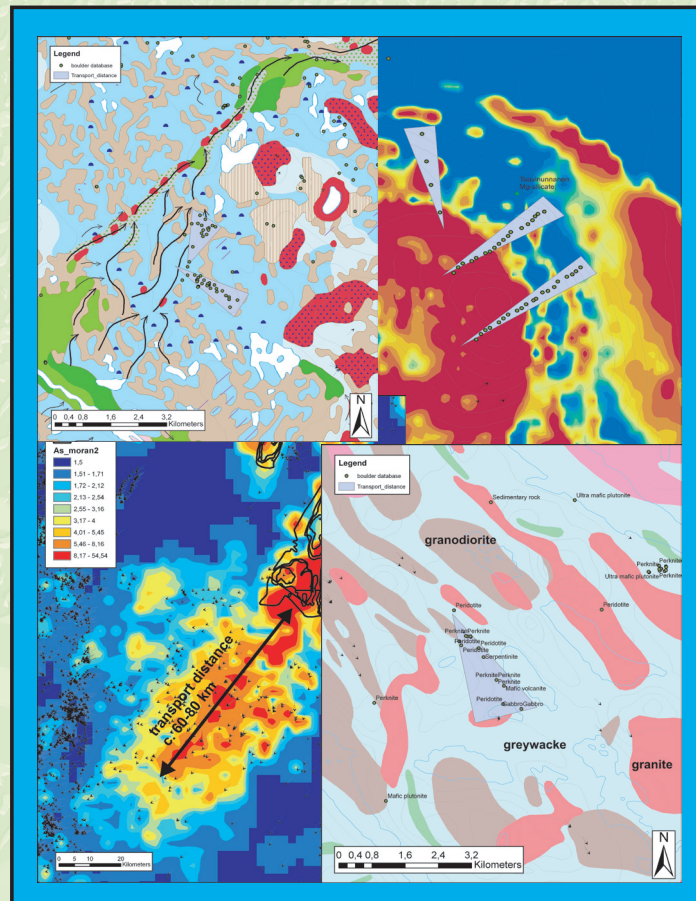 Legend
boulder database
Transport_distance
0 0,4 0,8 1,6 2,4 3,2
Kilometers
N
As_moran2
1,5
1,51 - 1,71
1,72 - 2,12
2,13 - 2,54
2,55 - 3,16
3,17 - 4
4,01 - 5,45
5,46 - 8,16
8,17 - 54,54
transport distance
c. 60-80 km
0 5 10 20
Kilometers
Legend
boulder database
Transport_distance
Sedimentary rock
Ultra mafic plutonite
granodiorite
Perknite
Perknite
Ultra mafic plutonite
Peridotite
Peridotite
Perknite
Peridotite
Peridotite
Peridotite
Serpentinite
Perknite
Perknite
Perknite
Perknite
Mafic volcanite
Peridotite
Gabbro
Gabbro
greywacke
granite
Mafic plutonite
0 0,4 0,8 1,6 2,4 3,2
Kilometers
N